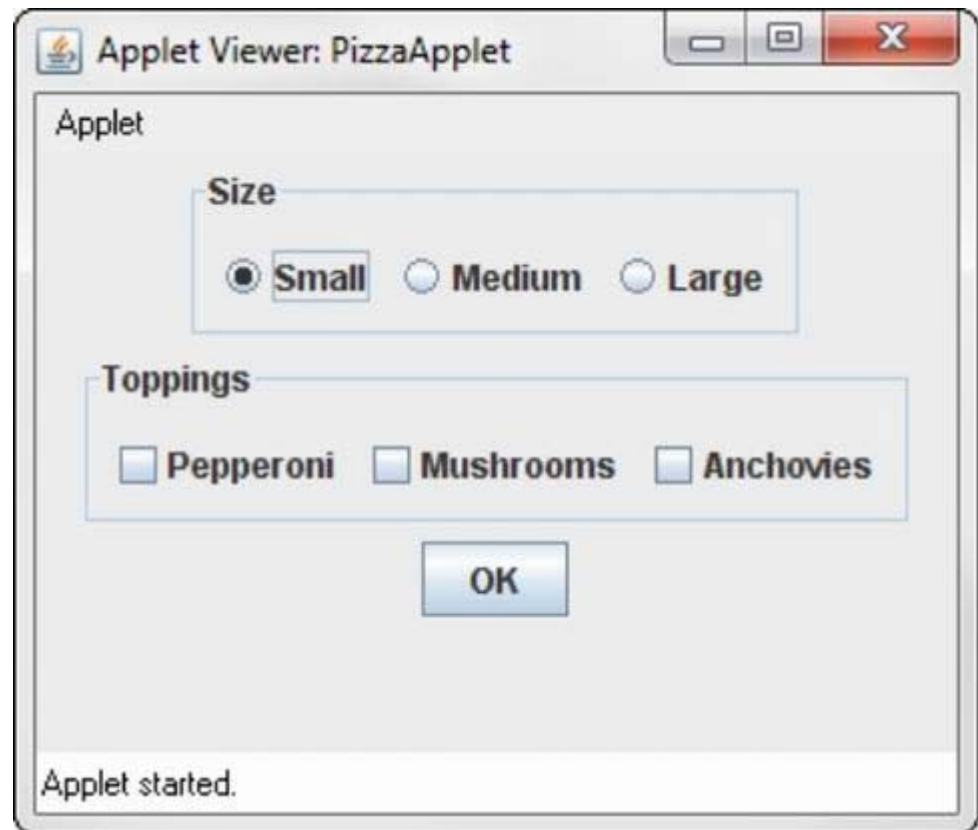 Applet Viewer: PizzaApplet
Applet
Size
Small Medium Large
Toppings
Pepperoni Mushrooms Anchovies
OK
Applet started.